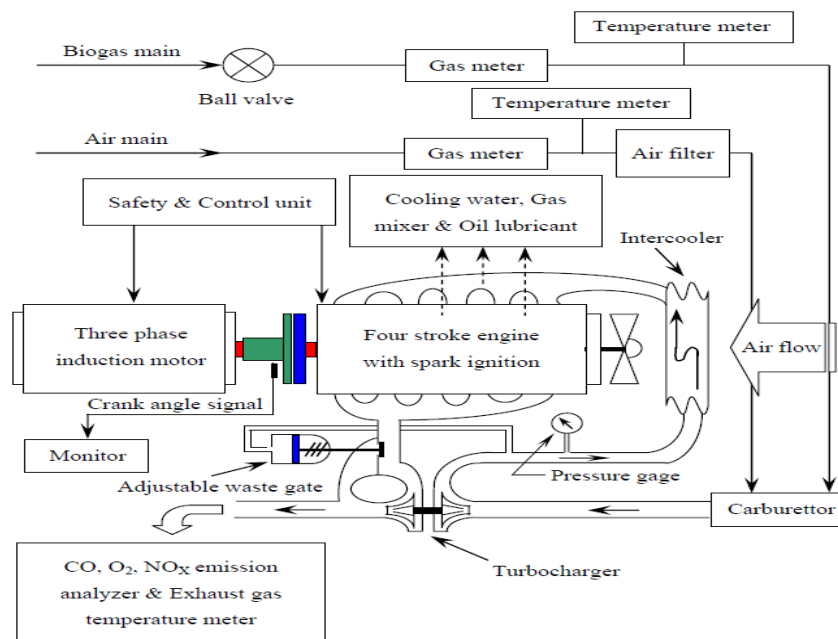 Temperature meter
Biogas main
Gas meter
Ball valve
Temperature meter
Air main
Gas meter
Air filter
Safety & Control unit
Cooling water, Gas
mixer & Oil lubricant
Intercooler
Three phase
induction motor
Four stroke engine
with spark ignition
Air flow
Crank angle signal
Monitor
Adjustable waste gate
Pressure gage
Carburettor
Turbocharger
CO, O₂, NOX emission
analyzer & Exhaust gas
temperature meter